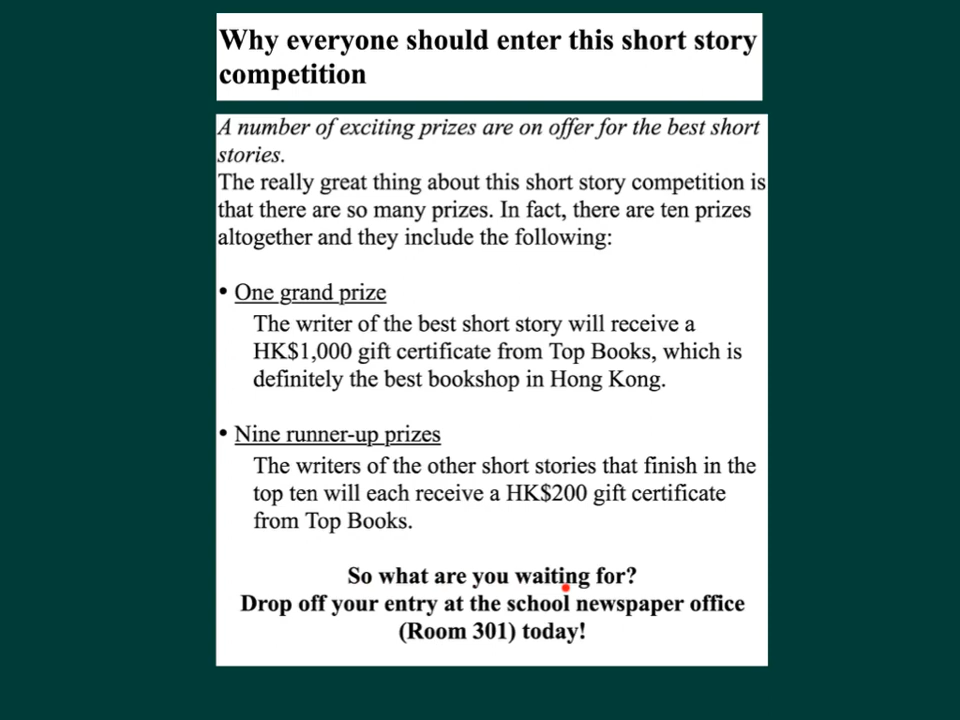 Why everyone should enter this short story
competition
A number of exciting prizes are on offer for the best short
stories.
The really great thing about this short story competition is
that there are so many prizes. In fact, there are ten prizes
altogether and they include the following:
• One grand prize
The writer of the best short story will receive a
HK$1,000 gift certificate from Top Books, which is
definitely the best bookshop in Hong Kong.
• Nine runner-up prizes
The writers of the other short stories that finish in the
top ten will each receive a HK$200 gift certificate
from Top Books.
So what are you waiting for?
Drop off your entry at the school newspaper office
(Room 301) today!